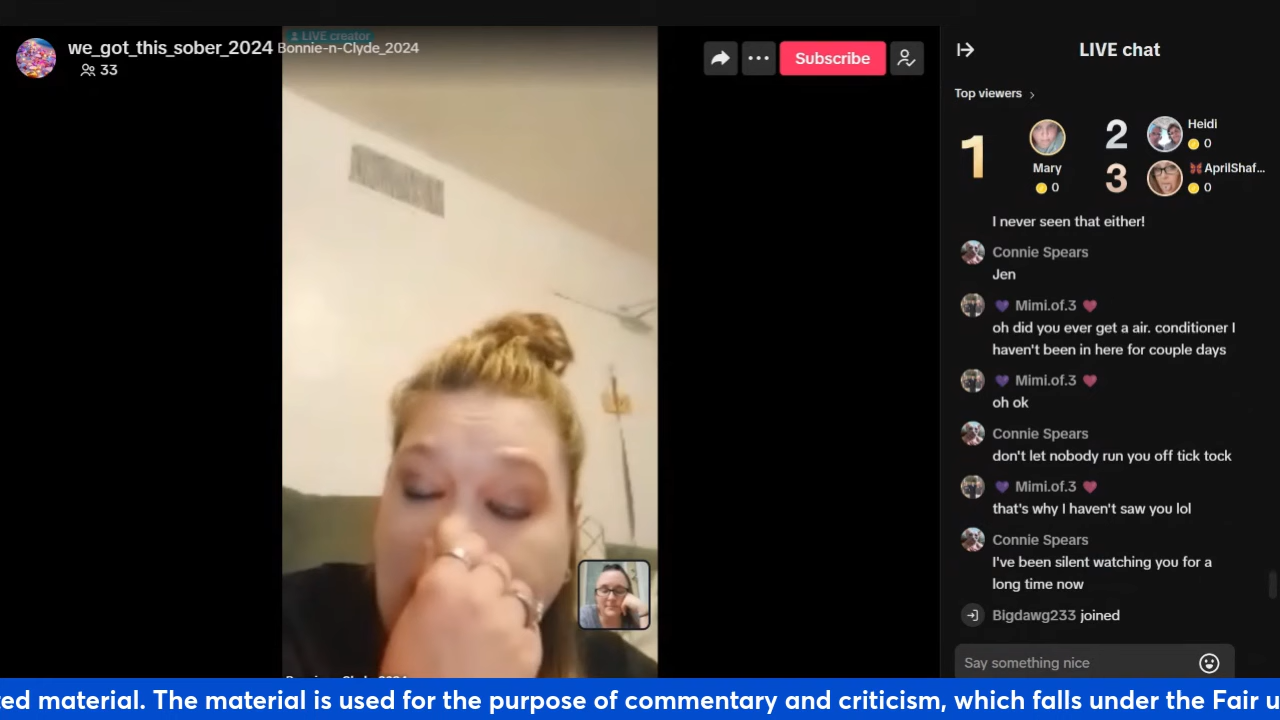 LIVE creator
we_got_this_sober_2024 Bonnie-n-Clyde_2024
33
Subscribe
LIVE chat
Top viewers
1
Mary
0
2
Heidi
0
3
AprilShaf...
0
I never seen that either!
Connie Spears
Jen
Mimi.of.3
oh did you ever get a air. conditioner I
haven't been in here for couple days
Mimi.of.3
oh ok
Connie Spears
don't let nobody run you off tick tock
Mimi.of.3
that's why I haven't saw you lol
Connie Spears
I've been silent watching you for a
long time now
Bigdawg233 joined
Say something nice
ed material. The material is used for the purpose of commentary and criticism, which falls under the Fair u